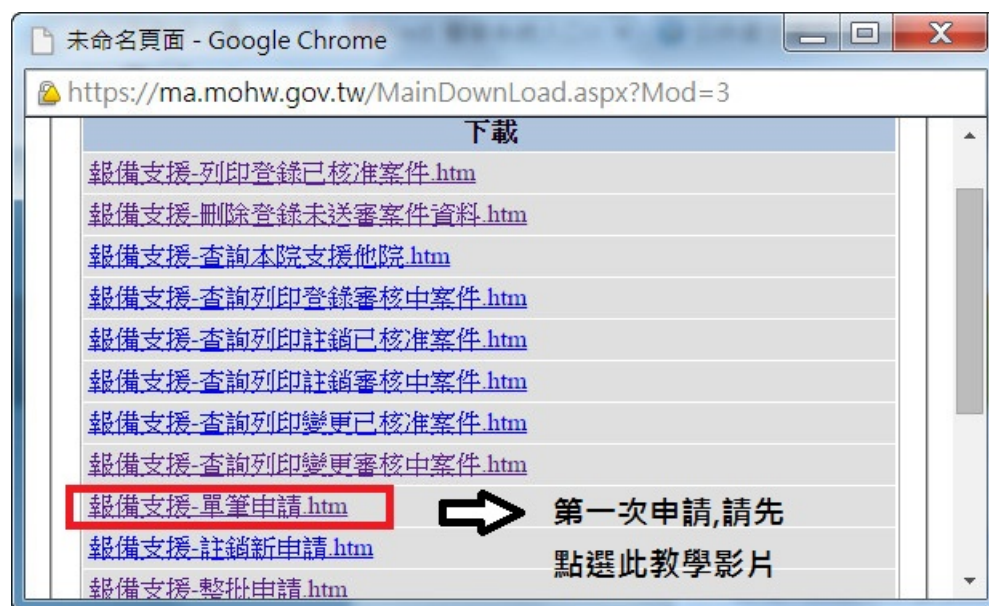 未命名頁面 - Google Chrome
https://ma.mohw.gov.tw/MainDownLoad.aspx?Mod=3
下載
報備支援-列印登錄已核准案件.htm
報備支援-刪除登錄未送審案件資料.htm
報備支援-查詢本院支援他院.htm
報備支援-查詢列印登錄審核中案件.htm
報備支援-查詢列印註銷已核准案件.htm
報備支援-查詢列印註銷審核中案件.htm
報備支援-查詢列印變更已核准案件.htm
報備支援-查詢列印變更審核中案件.htm
報備支援-單筆申請.htm
第一次申請,請先
點選此教學影片
報備支援-註銷新申請.htm
報備支援-整批申請.htm